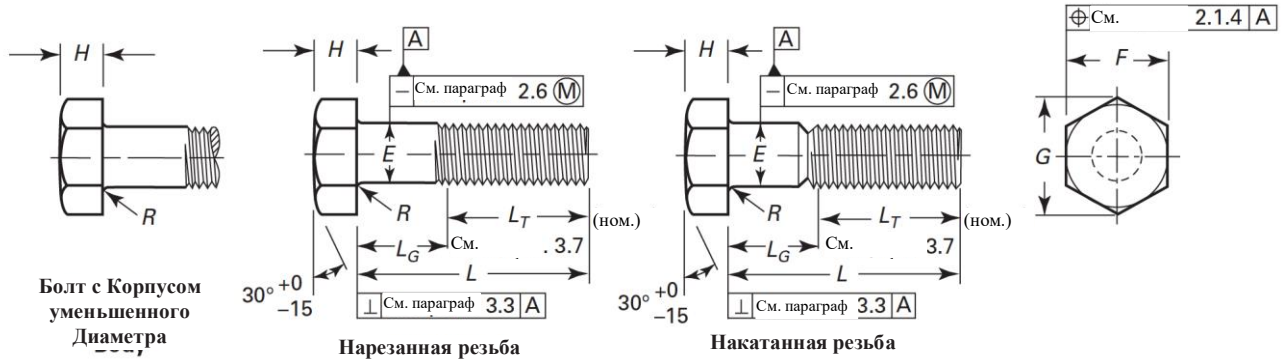 H
R
Болт с Корпусом
уменьшенного
Диаметра
H
A
— См. параграф 2.6 Ⓜ
E
R
L_T (ном.)
L_G См. . 3.7
L
30° +0
–15
⊥ См. параграф 3.3 A
Нарезанная резьба
H
A
— См. параграф 2.6 Ⓜ
E
R
L_T (ном.)
L_G См. 3.7
L
30° +0
–15
⊥ См. параграф 3.3 A
Накатанная резьба
⌖ См. 2.1.4 A
F
G